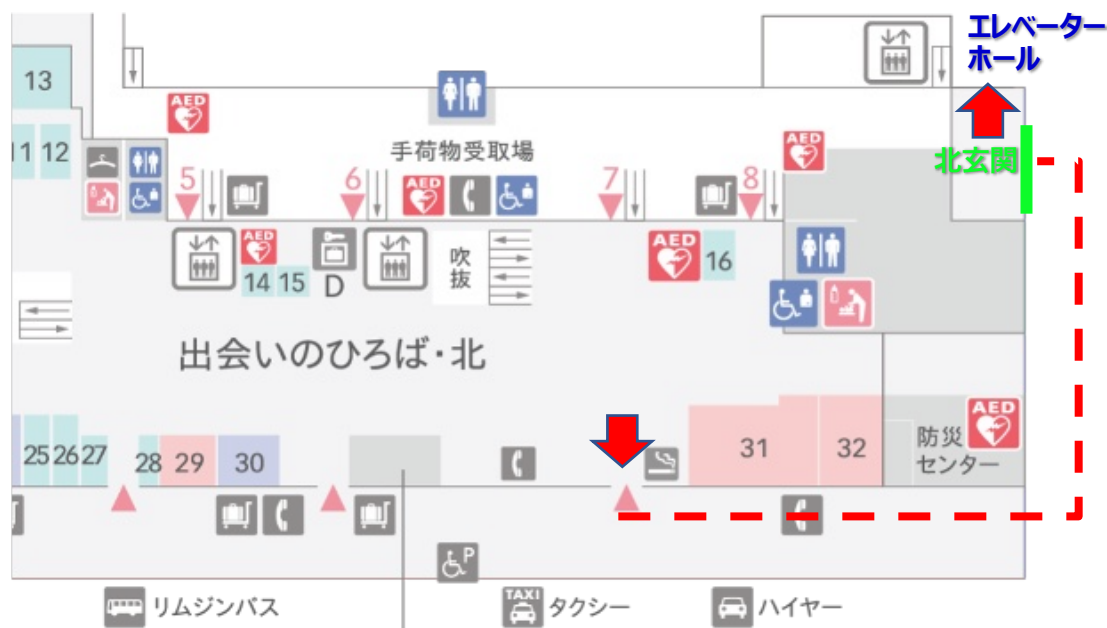 エレベーター
ホール
13
AED
11 12
手荷物受取場
AED
北玄関
5
6
AED
7
8
AED
14 15
D
吹
抜
AED
16
出会いのひろば・北
25 26 27
28 29
30
31
32
防災
センター
AED
P
リムジンバス
TAXI
タクシー
ハイヤー